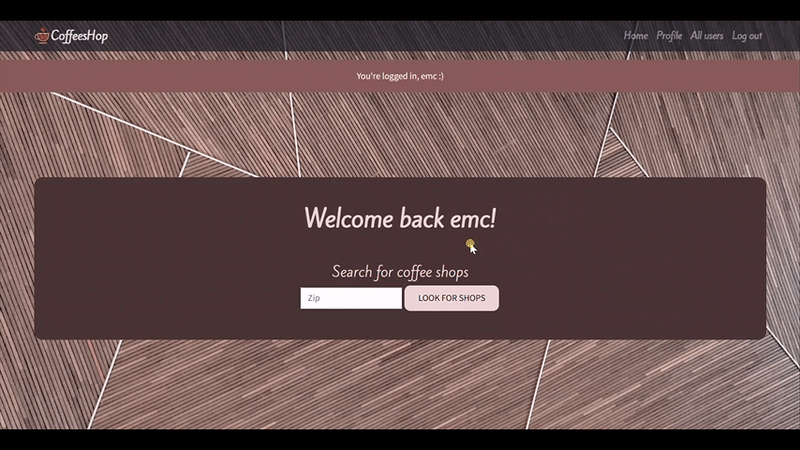 CoffeesHop Home Profile All users Log out
You're logged in, emc :)
Welcome back emc!
Search for coffee shops
Zip LOOK FOR SHOPS